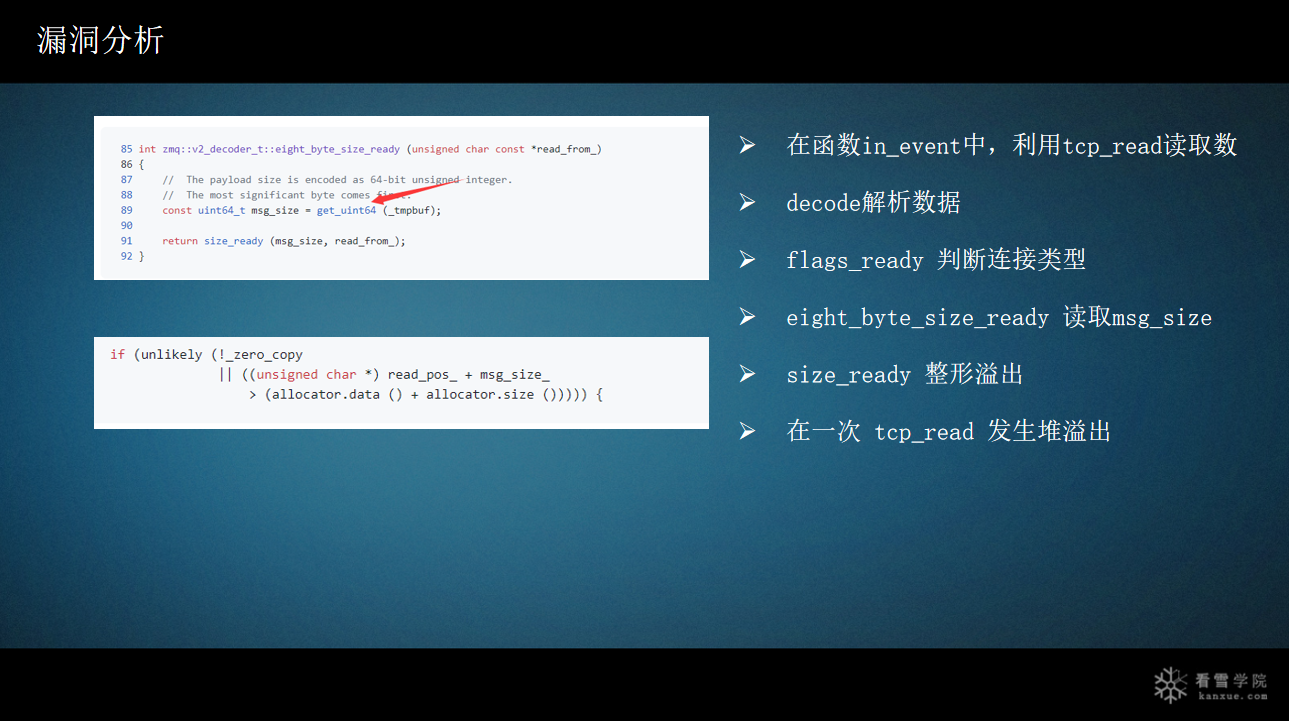 漏洞分析
85 int zmq::v2_decoder_t::eight_byte_size_ready (unsigned char const *read_from_)
86 {
87 // The payload size is encoded as 64-bit unsigned integer.
88 // The most significant byte comes first.
89 const uint64_t msg_size = get_uint64 (_tmpbuf);
90
91 return size_ready (msg_size, read_from_);
92 }
if (unlikely (!_zero_copy
|| ((unsigned char *) read_pos_ + msg_size_
> (allocator.data () + allocator.size ())))) {
➢ 在函数in_event中，利用tcp_read读取数
➢ decode解析数据
➢ flags_ready 判断连接类型
➢ eight_byte_size_ready 读取msg_size
➢ size_ready 整形溢出
➢ 在一次 tcp_read 发生堆溢出
看雪学院
kanxue.com